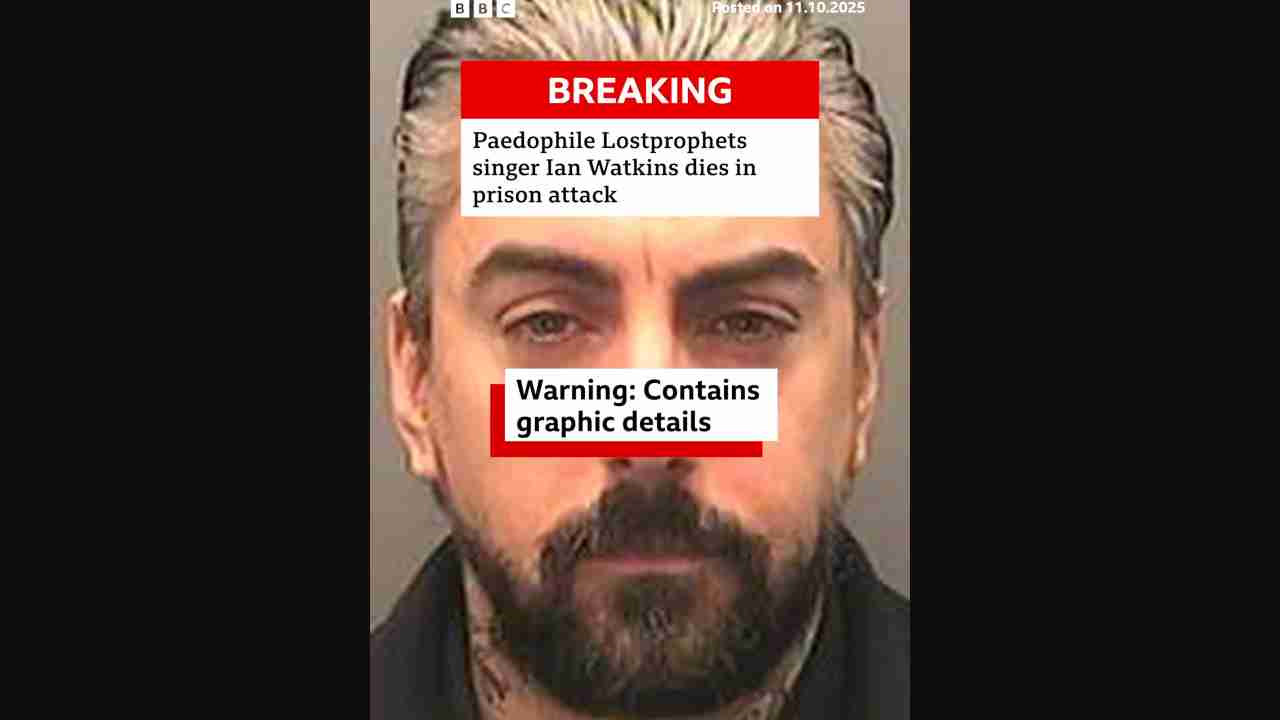 BBC
Posted on 11.10.2025
BREAKING
Paedophile Lostprophets
singer Ian Watkins dies in
prison attack
Warning: Contains
graphic details